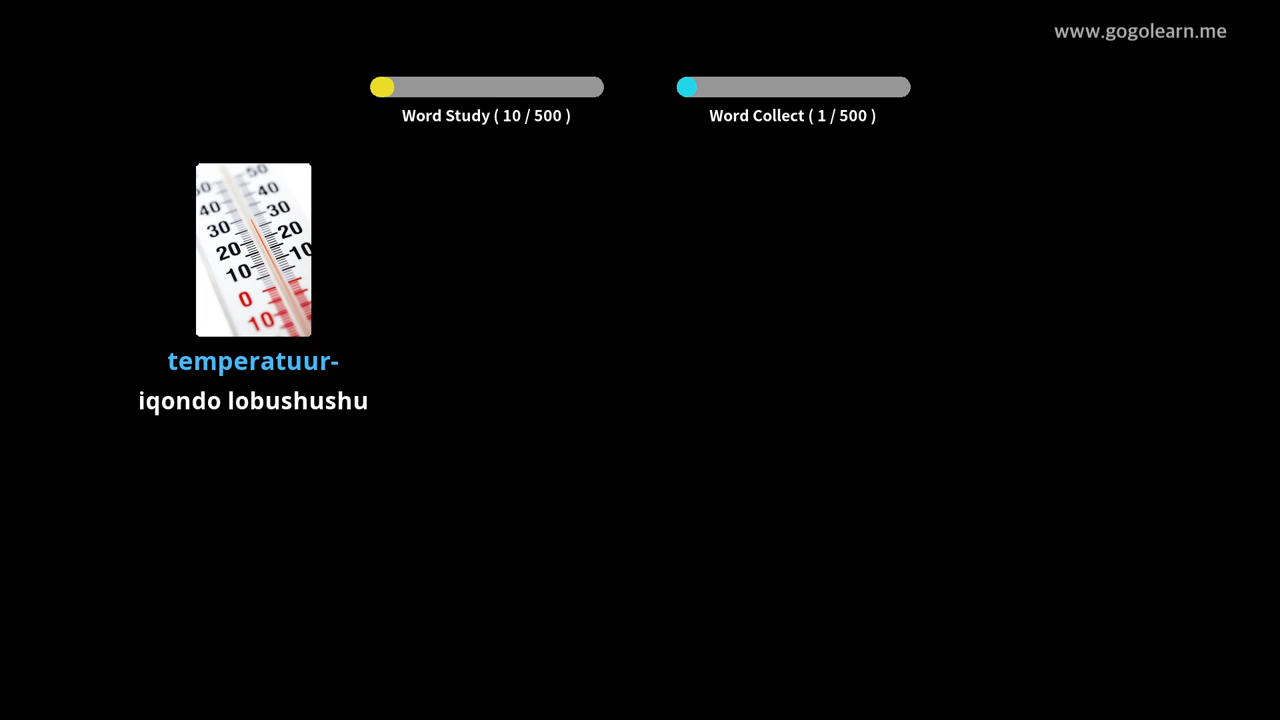 www.gogolearn.me
Word Study ( 10 / 500 )
Word Collect ( 1 / 500 )
50
40
40
30
30
20
20
10
10
0
10
temperatuur-
iqondo lobushushu